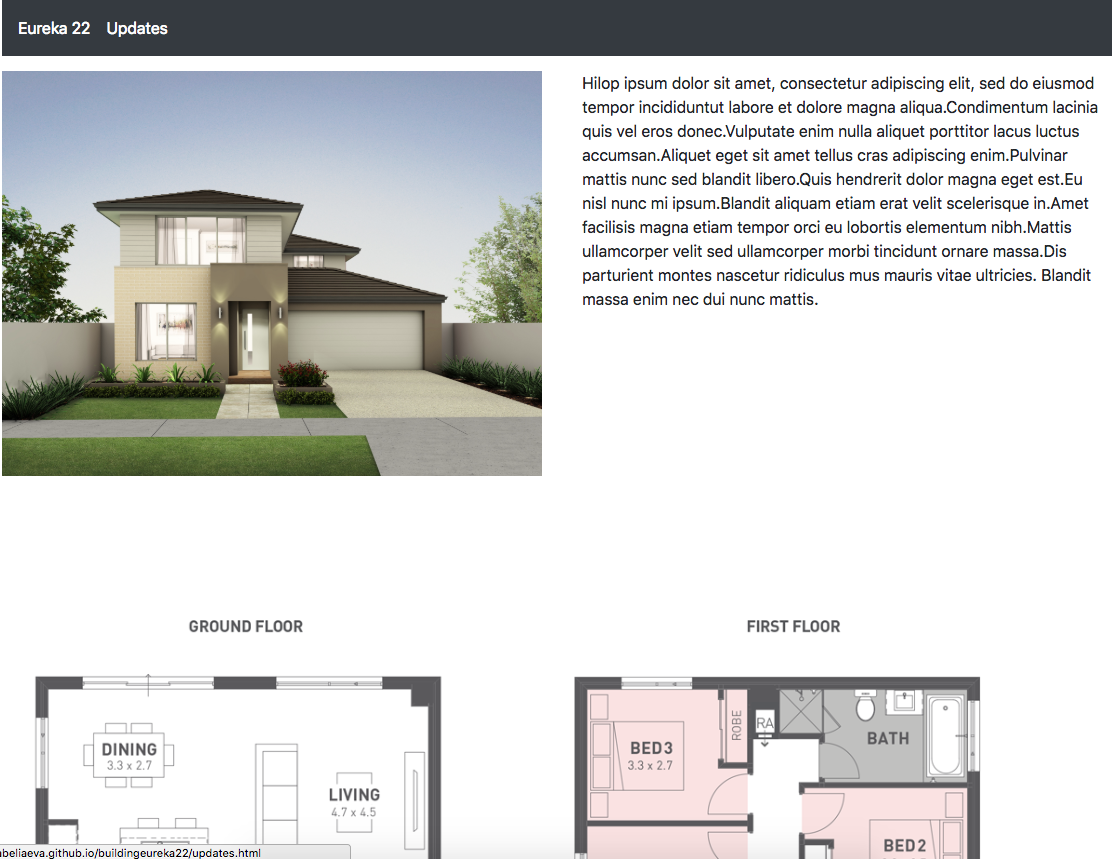 Eureka 22 Updates
Hilop ipsum dolor sit amet, consectetur adipiscing elit, sed do eiusmod
tempor incididuntut labore et dolore magna aliqua.Condimentum lacinia
quis vel eros donec.Vulputate enim nulla aliquet porttitor lacus luctus
accumsan.Aliquet eget sit amet tellus cras adipiscing enim.Pulvinar
mattis nunc sed blandit libero.Quis hendrerit dolor magna eget est.Eu
nisl nunc mi ipsum.Blandit aliquam etiam erat velit scelerisque in.Amet
facilisis magna etiam tempor orci eu lobortis elementum nibh.Mattis
ullamcorper velit sed ullamcorper morbi tincidunt ornare massa.Dis
parturient montes nascetur ridiculus mus mauris vitae ultricies. Blandit
massa enim nec dui nunc mattis.
GROUND FLOOR
FIRST FLOOR
DINING
3.3 x 2.7
LIVING
4.7 x 4.5
BED 3
3.3 x 2.7
ROBE
RA
BATH
BED 2
abeliaeva.github.io/buildingeureka22/updates.html